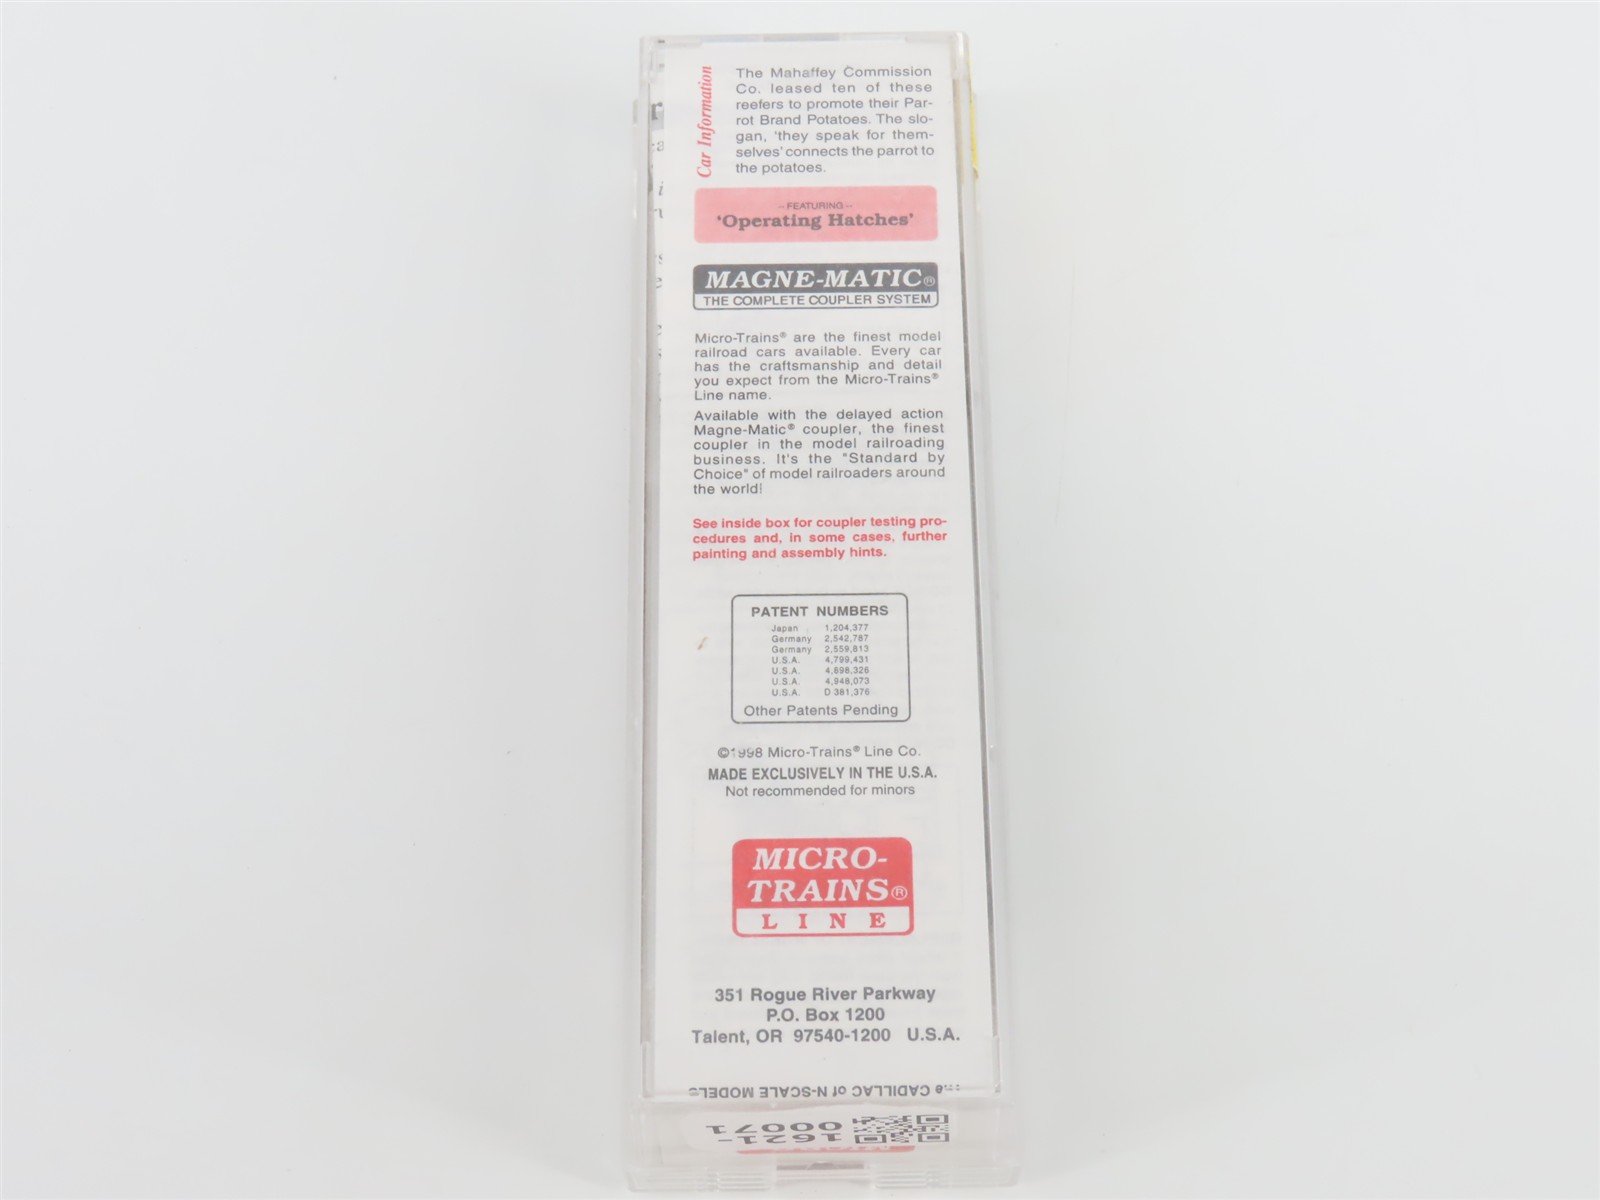 Car Information
The Mahaffey Commission
Co. leased ten of these
reefers to promote their Par-
rot Brand Potatoes. The slo-
gan, 'they speak for them-
selves' connects the parrot to
the potatoes.
-- FEATURING --
'Operating Hatches'
MAGNE-MATIC®
THE COMPLETE COUPLER SYSTEM
Micro-Trains® are the finest model
railroad cars available. Every car
has the craftsmanship and detail
you expect from the Micro-Trains®
Line name.
Available with the delayed action
Magne-Matic® coupler, the finest
coupler in the model railroading
business. It's the "Standard by
Choice" of model railroaders around
the world!
See inside box for coupler testing pro-
cedures and, in some cases, further
painting and assembly hints.
PATENT NUMBERS
Japan 1,204,377
Germany 2,542,787
Germany 2,559,813
U.S.A. 4,799,431
U.S.A. 4,898,326
U.S.A. 4,948,073
U.S.A. D 381,376
Other Patents Pending
©1998 Micro-Trains® Line Co.
MADE EXCLUSIVELY IN THE U.S.A.
Not recommended for minors
MICRO-
TRAINS®
LINE
351 Rogue River Parkway
P.O. Box 1200
Talent, OR 97540-1200 U.S.A.
The CADILLAC of N-SCALE MODELS
1621-
00071